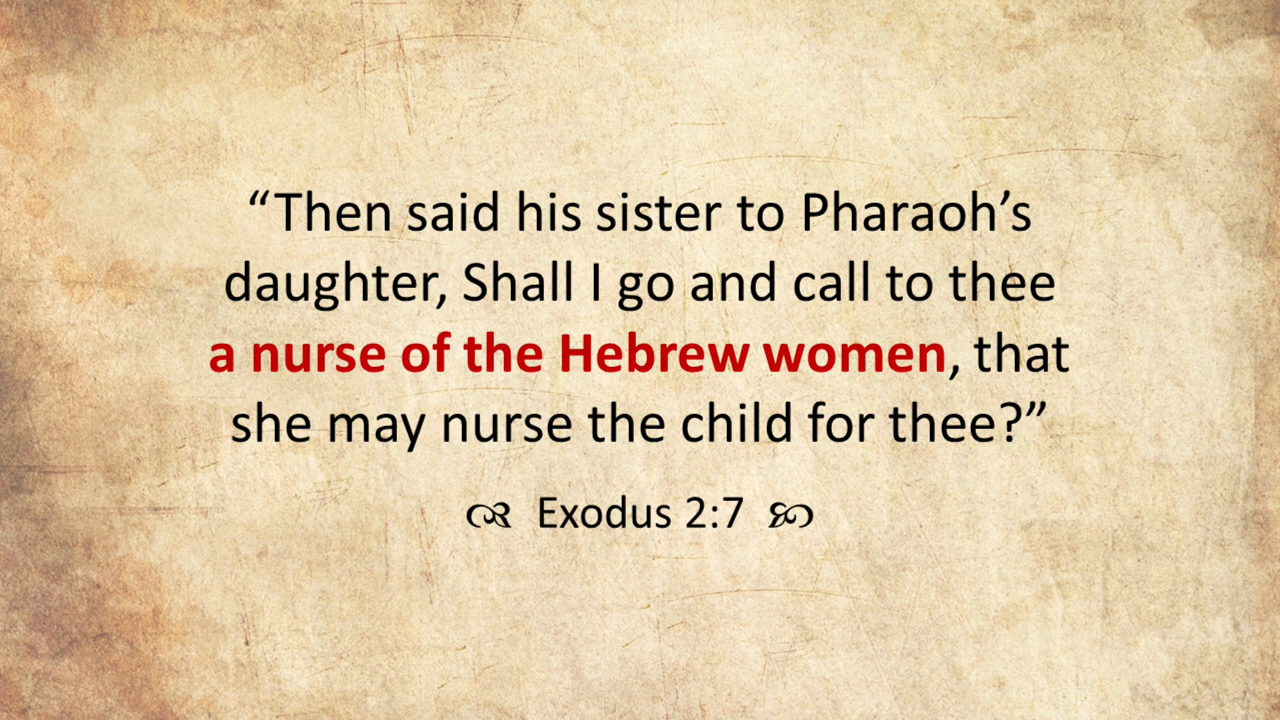 “Then said his sister to Pharaoh’s
daughter, Shall I go and call to thee
a nurse of the Hebrew women, that
she may nurse the child for thee?”
Exodus 2:7